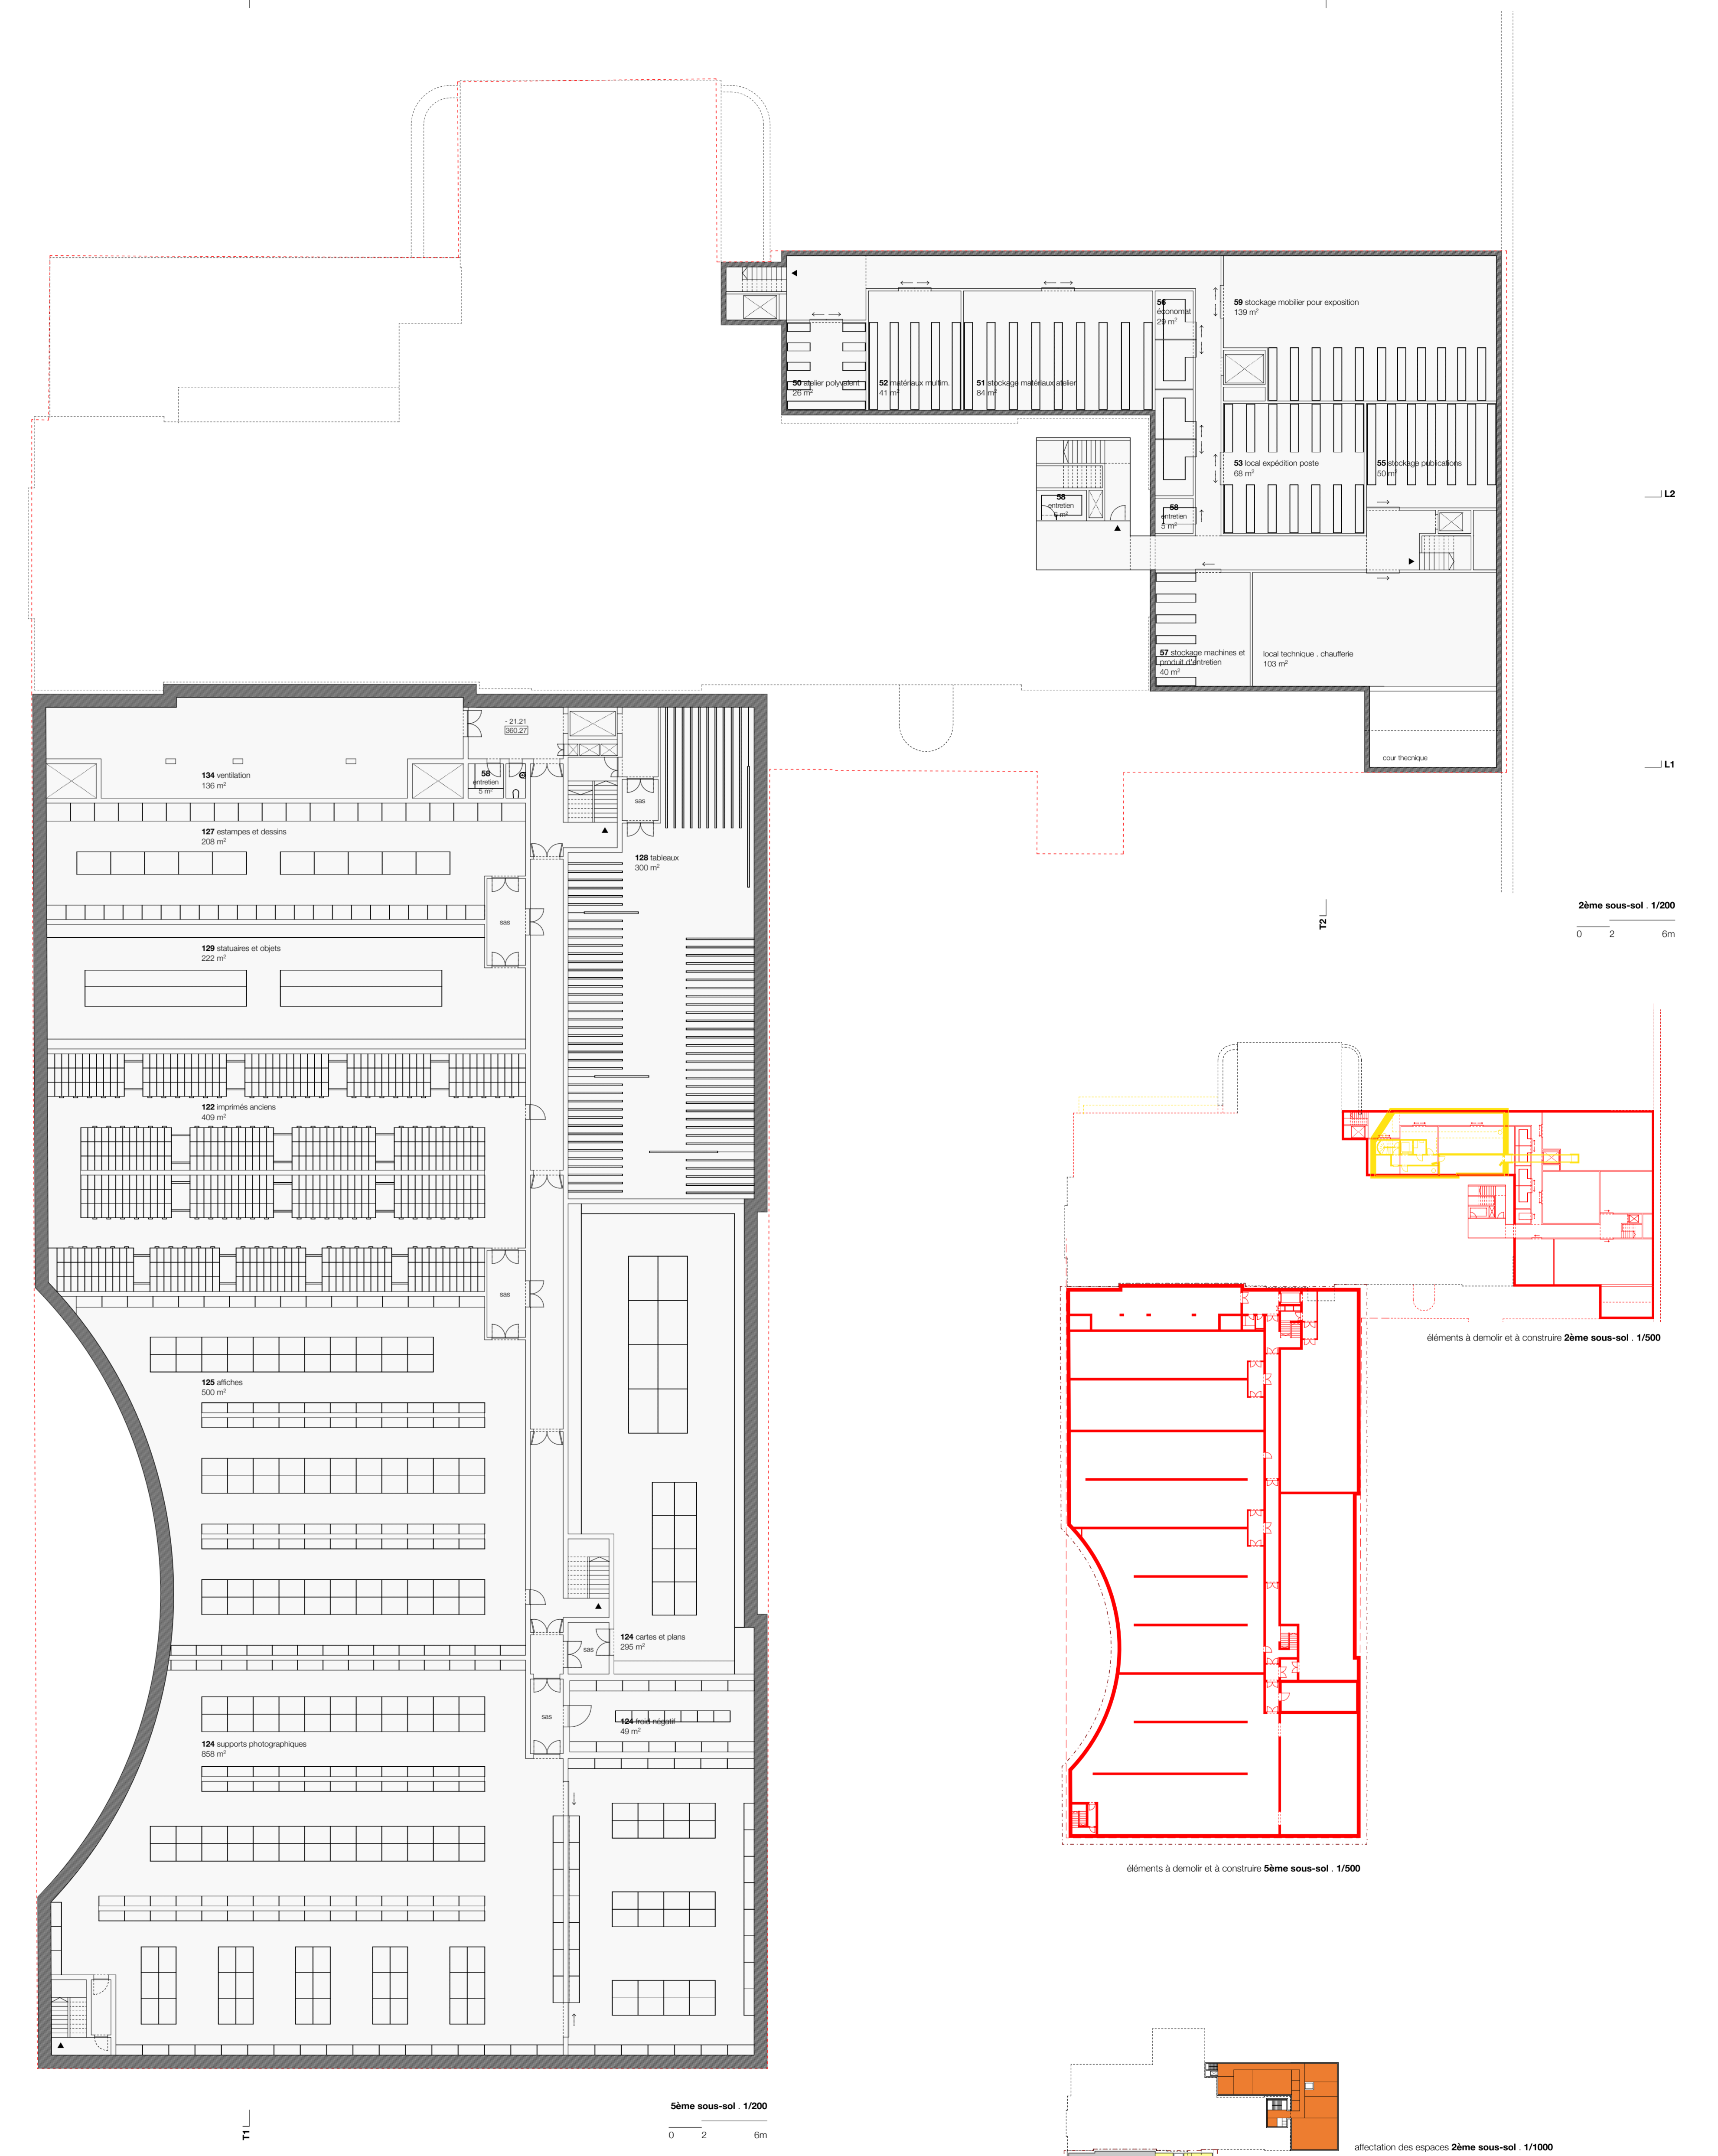 59 stockage mobilier pour exposition
139 m²
56
économat
29 m²
50 atelier polyvalent
26 m²
52 matériaux multim.
41 m²
51 stockage matériaux atelier
84 m²
53 local expédition poste
68 m²
55 stockage publications
50 m²
58
entretien
5 m²
58
entretien
5 m²
L2
57 stockage machines et
produit d'entretien
40 m²
local technique . chaufferie
103 m²
cour thecnique
L1
T2
2ème sous-sol . 1/200
0 2 6m
- 21.21
360.27
134 ventilation
136 m²
58
entretien
5 m²
sas
127 estampes et dessins
208 m²
128 tableaux
300 m²
sas
129 statuaires et objets
222 m²
122 imprimés anciens
409 m²
sas
125 affiches
500 m²
124 cartes et plans
295 m²
sas
sas
124 froid négatif
49 m²
124 supports photographiques
858 m²
T1
5ème sous-sol . 1/200
0 2 6m
éléments à demolir et à construire 2ème sous-sol . 1/500
éléments à demolir et à construire 5ème sous-sol . 1/500
affectation des espaces 2ème sous-sol . 1/1000